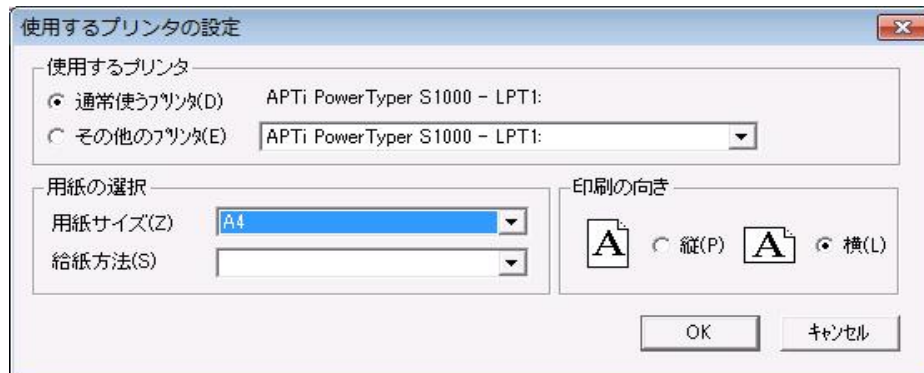 使用するプリンタの設定
使用するプリンタ
通常使うﾌﾟﾘﾝﾀ(D) APTi PowerTyper S1000 - LPT1:
その他のﾌﾟﾘﾝﾀ(E) APTi PowerTyper S1000 - LPT1:
用紙の選択
用紙サイズ(Z) A4
給紙方法(S)
印刷の向き
A 縦(P) A 横(L)
OK ｷｬﾝｾﾙ